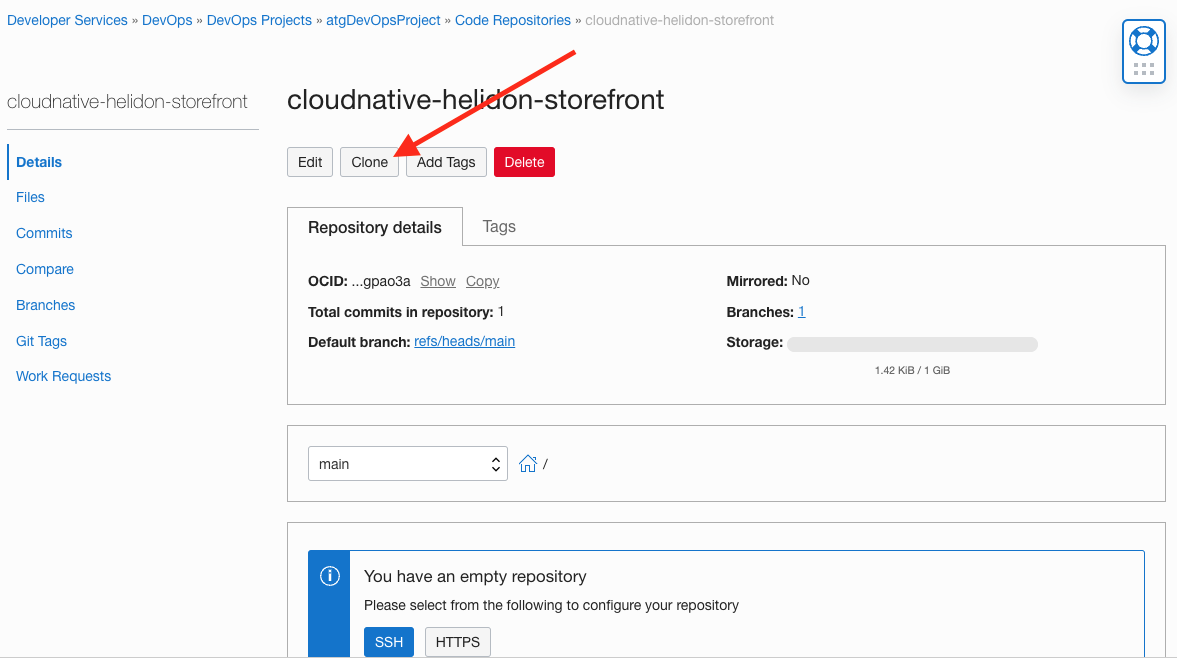 Developer Services » DevOps » DevOps Projects » atgDevOpsProject » Code Repositories » cloudnative-helidon-storefront
cloudnative-helidon-storefront
Details
Files
Commits
Compare
Branches
Git Tags
Work Requests
cloudnative-helidon-storefront
Edit Clone Add Tags Delete
Repository details Tags
OCID: ...gpao3a Show Copy
Total commits in repository: 1
Default branch: refs/heads/main
Mirrored: No
Branches: 1
Storage:
1.42 KiB / 1 GiB
main /
You have an empty repository
Please select from the following to configure your repository
SSH HTTPS